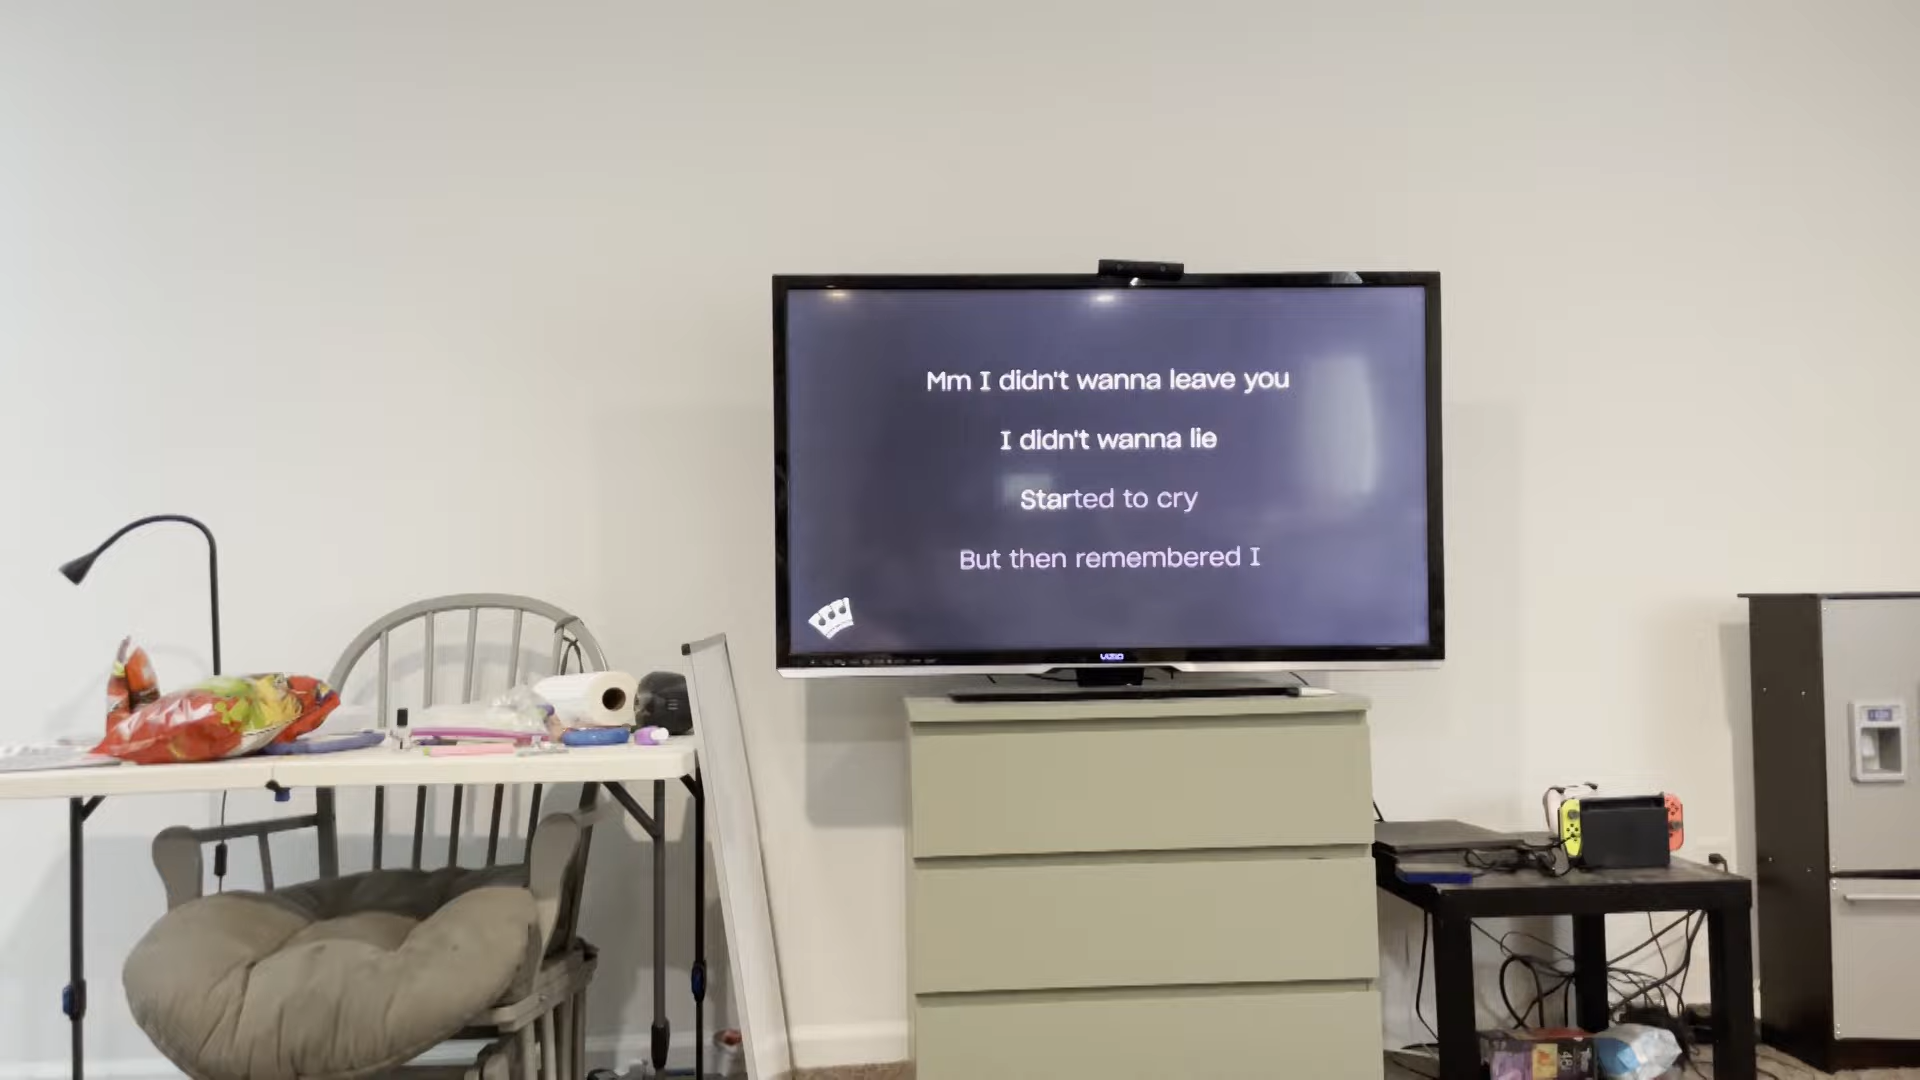 Mm I didn't wanna leave you
I didn't wanna lie
Started to cry
But then remembered I
VIZIO